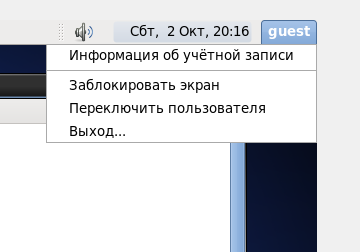 Сбт, 2 Окт, 20:16 guest
Информация об учётной записи
Заблокировать экран
Переключить пользователя
Выход...